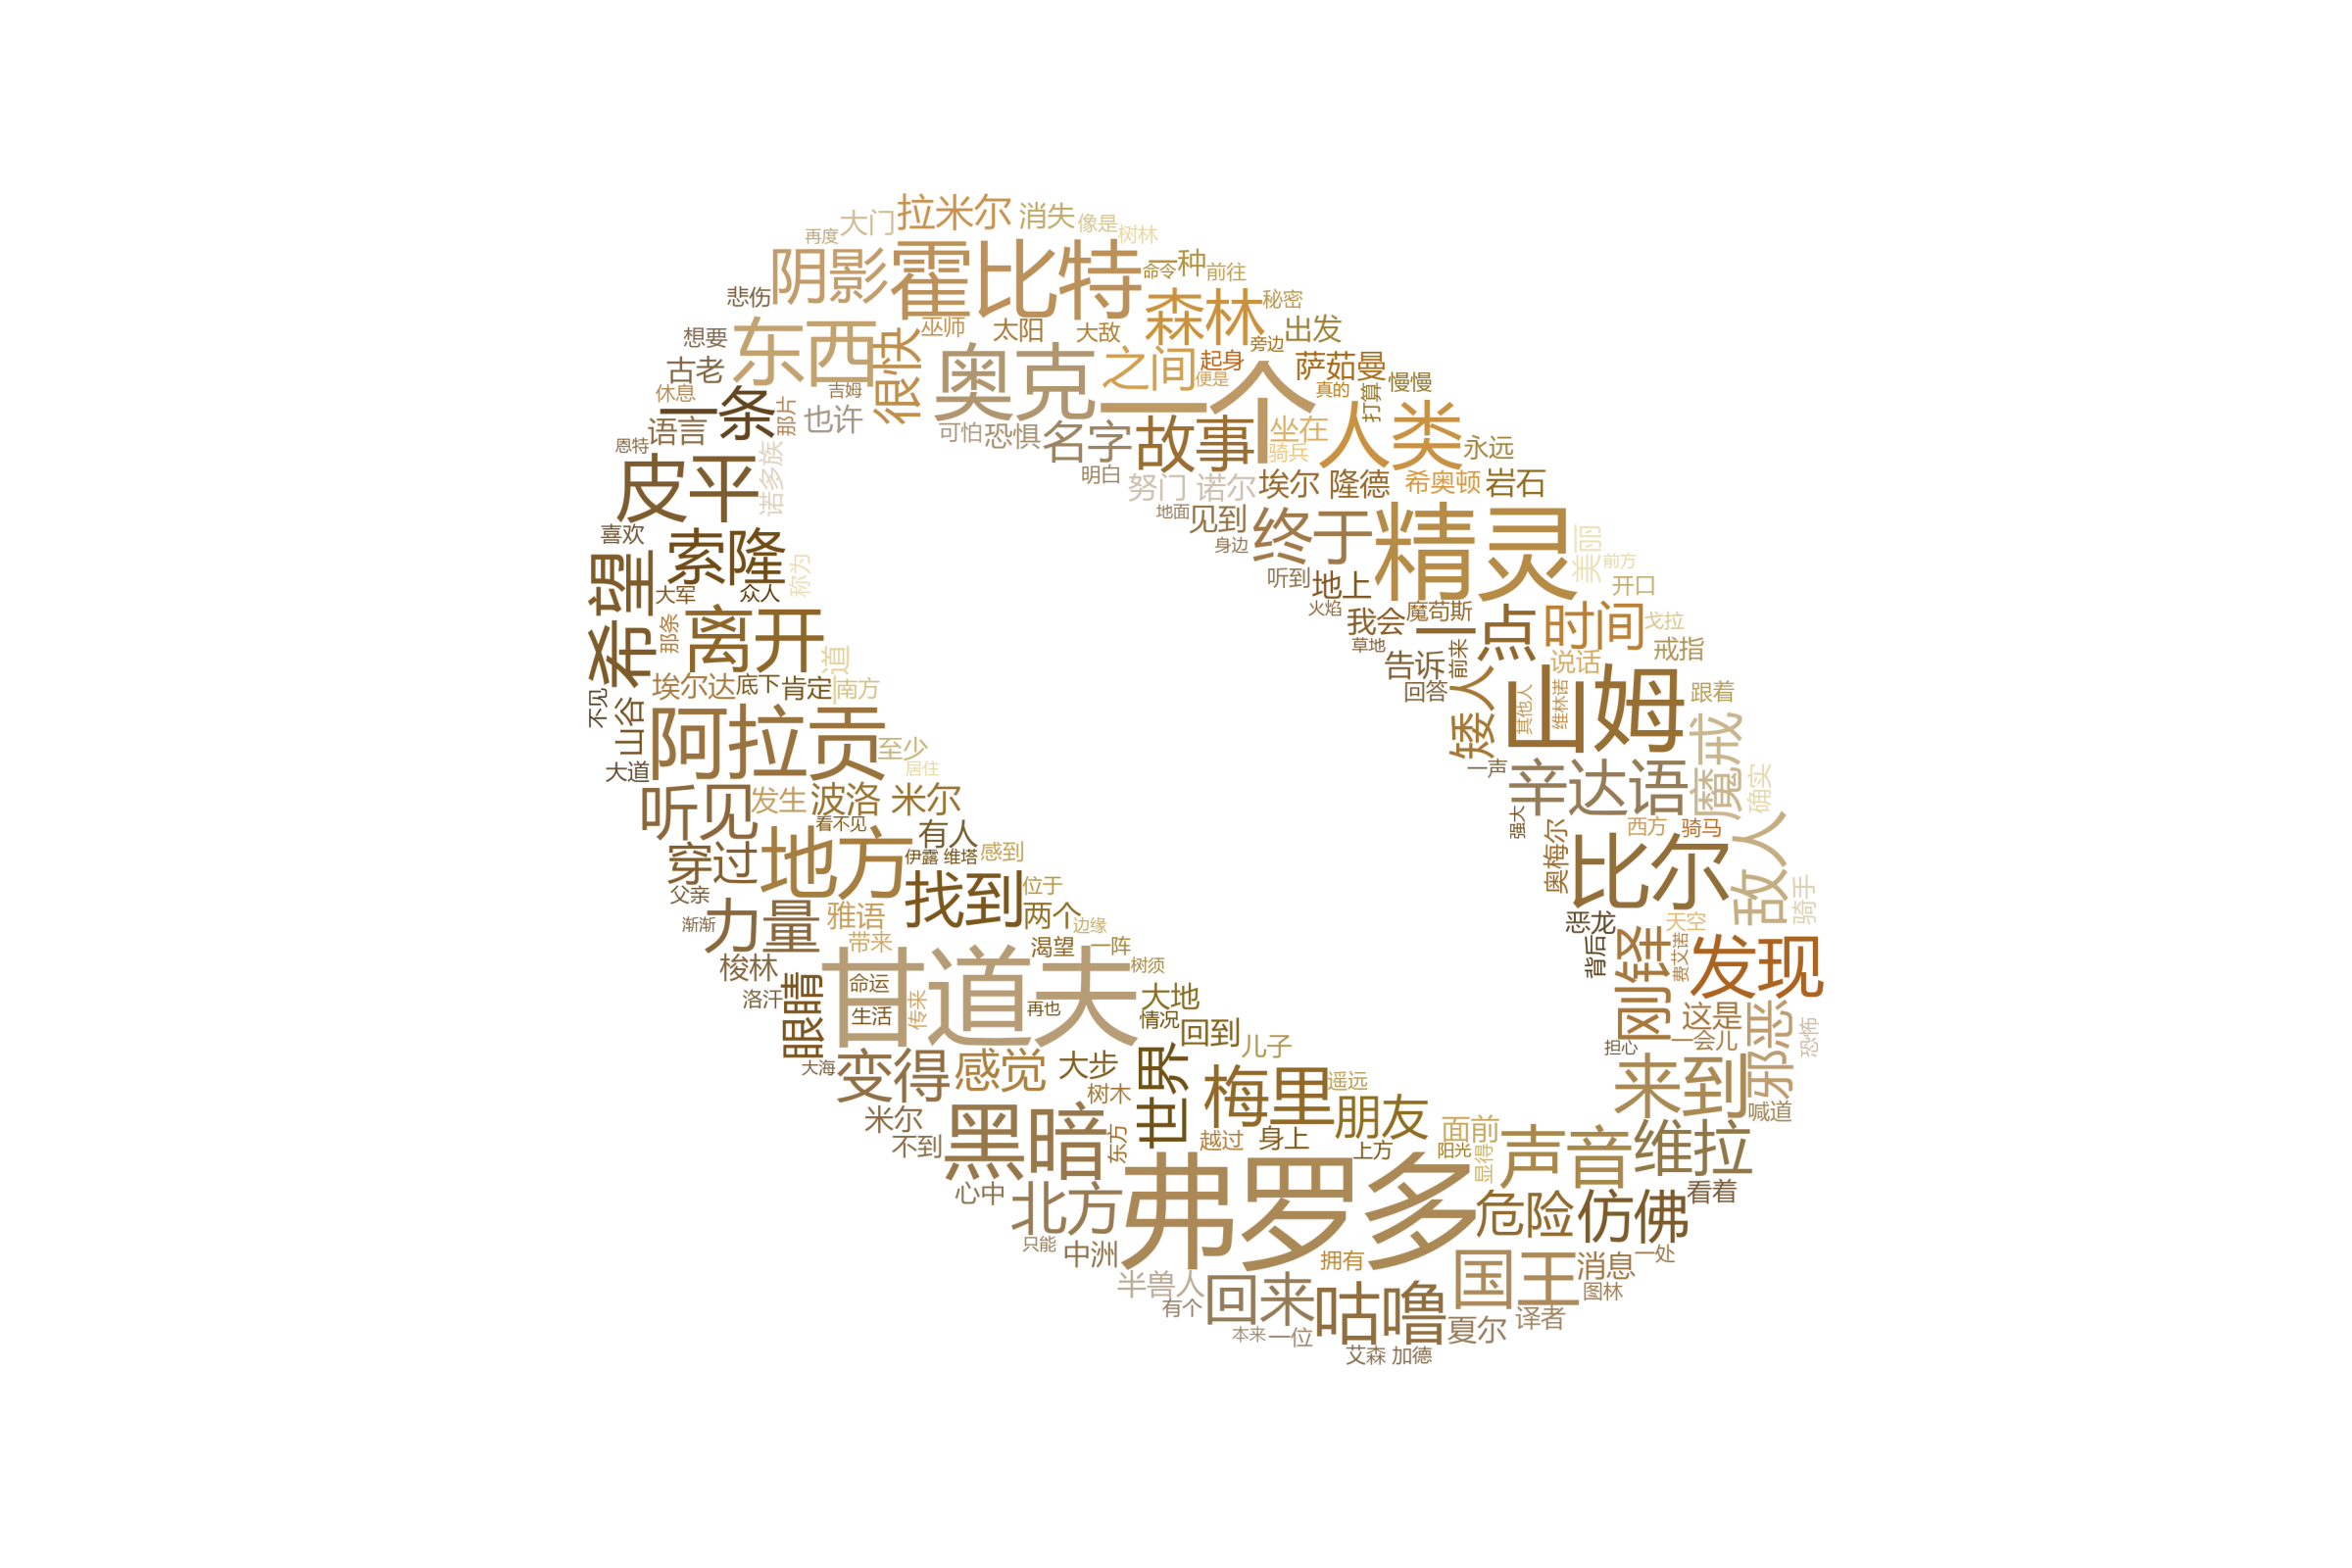 拉米尔
消失
大门
像是
树林
再度
阴影
霍比特
一种
命令
前往
悲伤
森林
秘密
巫师
太阳
大敌
出发
想要
东西
很快
旁边
古老
奥克
之间
起身
萨茹曼
一个
便是
真的
慢慢
休息
吉姆
打算
一条
那片
也许
人类
语言
可怕
恐惧
名字
故事
坐在
骑兵
永远
恩特
皮平
诺多族
明白
努门 诺尔
埃尔 隆德
希奥顿
岩石
地面
见到
喜欢
索隆
身边
终于
精灵
美丽
前方
希望
称为
听到
地上
开口
大军
众人
火焰
我会
魔苟斯
一点
时间
戈拉
那条
离开
一道
草地
告诉
前来
说话
戒指
埃尔达
底下
肯定
南方
回答
矮人
山姆
其他人
维林诺
跟着
不见
山谷
阿拉贡
至少
居住
魔戒
大道
一声
听见
发生
波洛 米尔
辛达语
确实
看不见
有人
强大
西方
骑马
穿过
地方
伊露 维塔
感到
奥梅尔
比尔
敌人
父亲
找到
位于
骑手
力量
雅语
两个
边缘
恶龙
天空
渐渐
带来
渴望
一阵
背后
刚铎
费艾诺
发现
梭林
甘道夫
树须
洛汗
眼睛
命运
传来
再也
大地
生活
情况
回到
这是
邪恶
恐怖
儿子
一会儿
担心
大海
变得
感觉
大步
世界
梅里
遥远
来到
树木
朋友
喊道
米尔
面前
不到
黑暗
东方
越过
身上
上方
阳光
显得
声音
维拉
心中
北方
弗罗多
危险
仿佛
看着
只能
中洲
拥有
国王
消息
一处
半兽人
有个
回来
咕噜
图林
本来
一位
夏尔
译者
艾森 加德